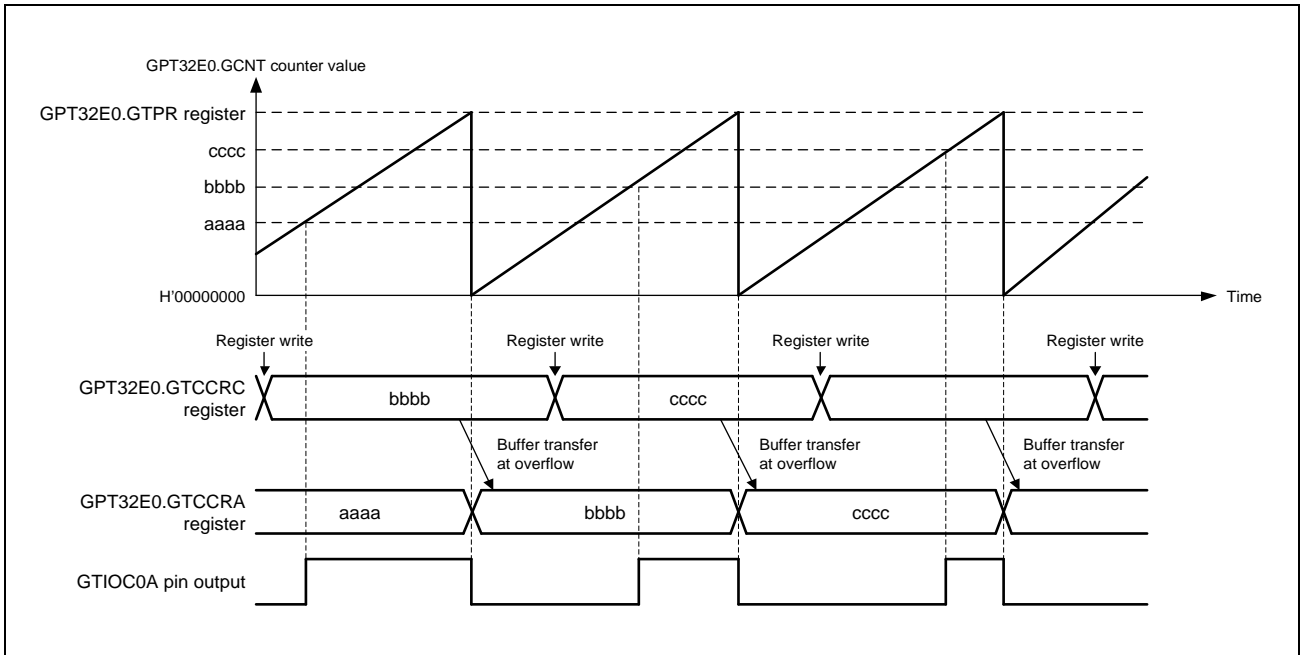 GPT32E0.GCNT counter value
GPT32E0.GTPR register
cccc
bbbb
aaaa
H'00000000
Time
Register write
Register write
Register write
Register write
GPT32E0.GTCCRC
register
bbbb
cccc
Buffer transfer
at overflow
Buffer transfer
at overflow
Buffer transfer
at overflow
GPT32E0.GTCCRA
register
aaaa
bbbb
cccc
GTIOC0A pin output